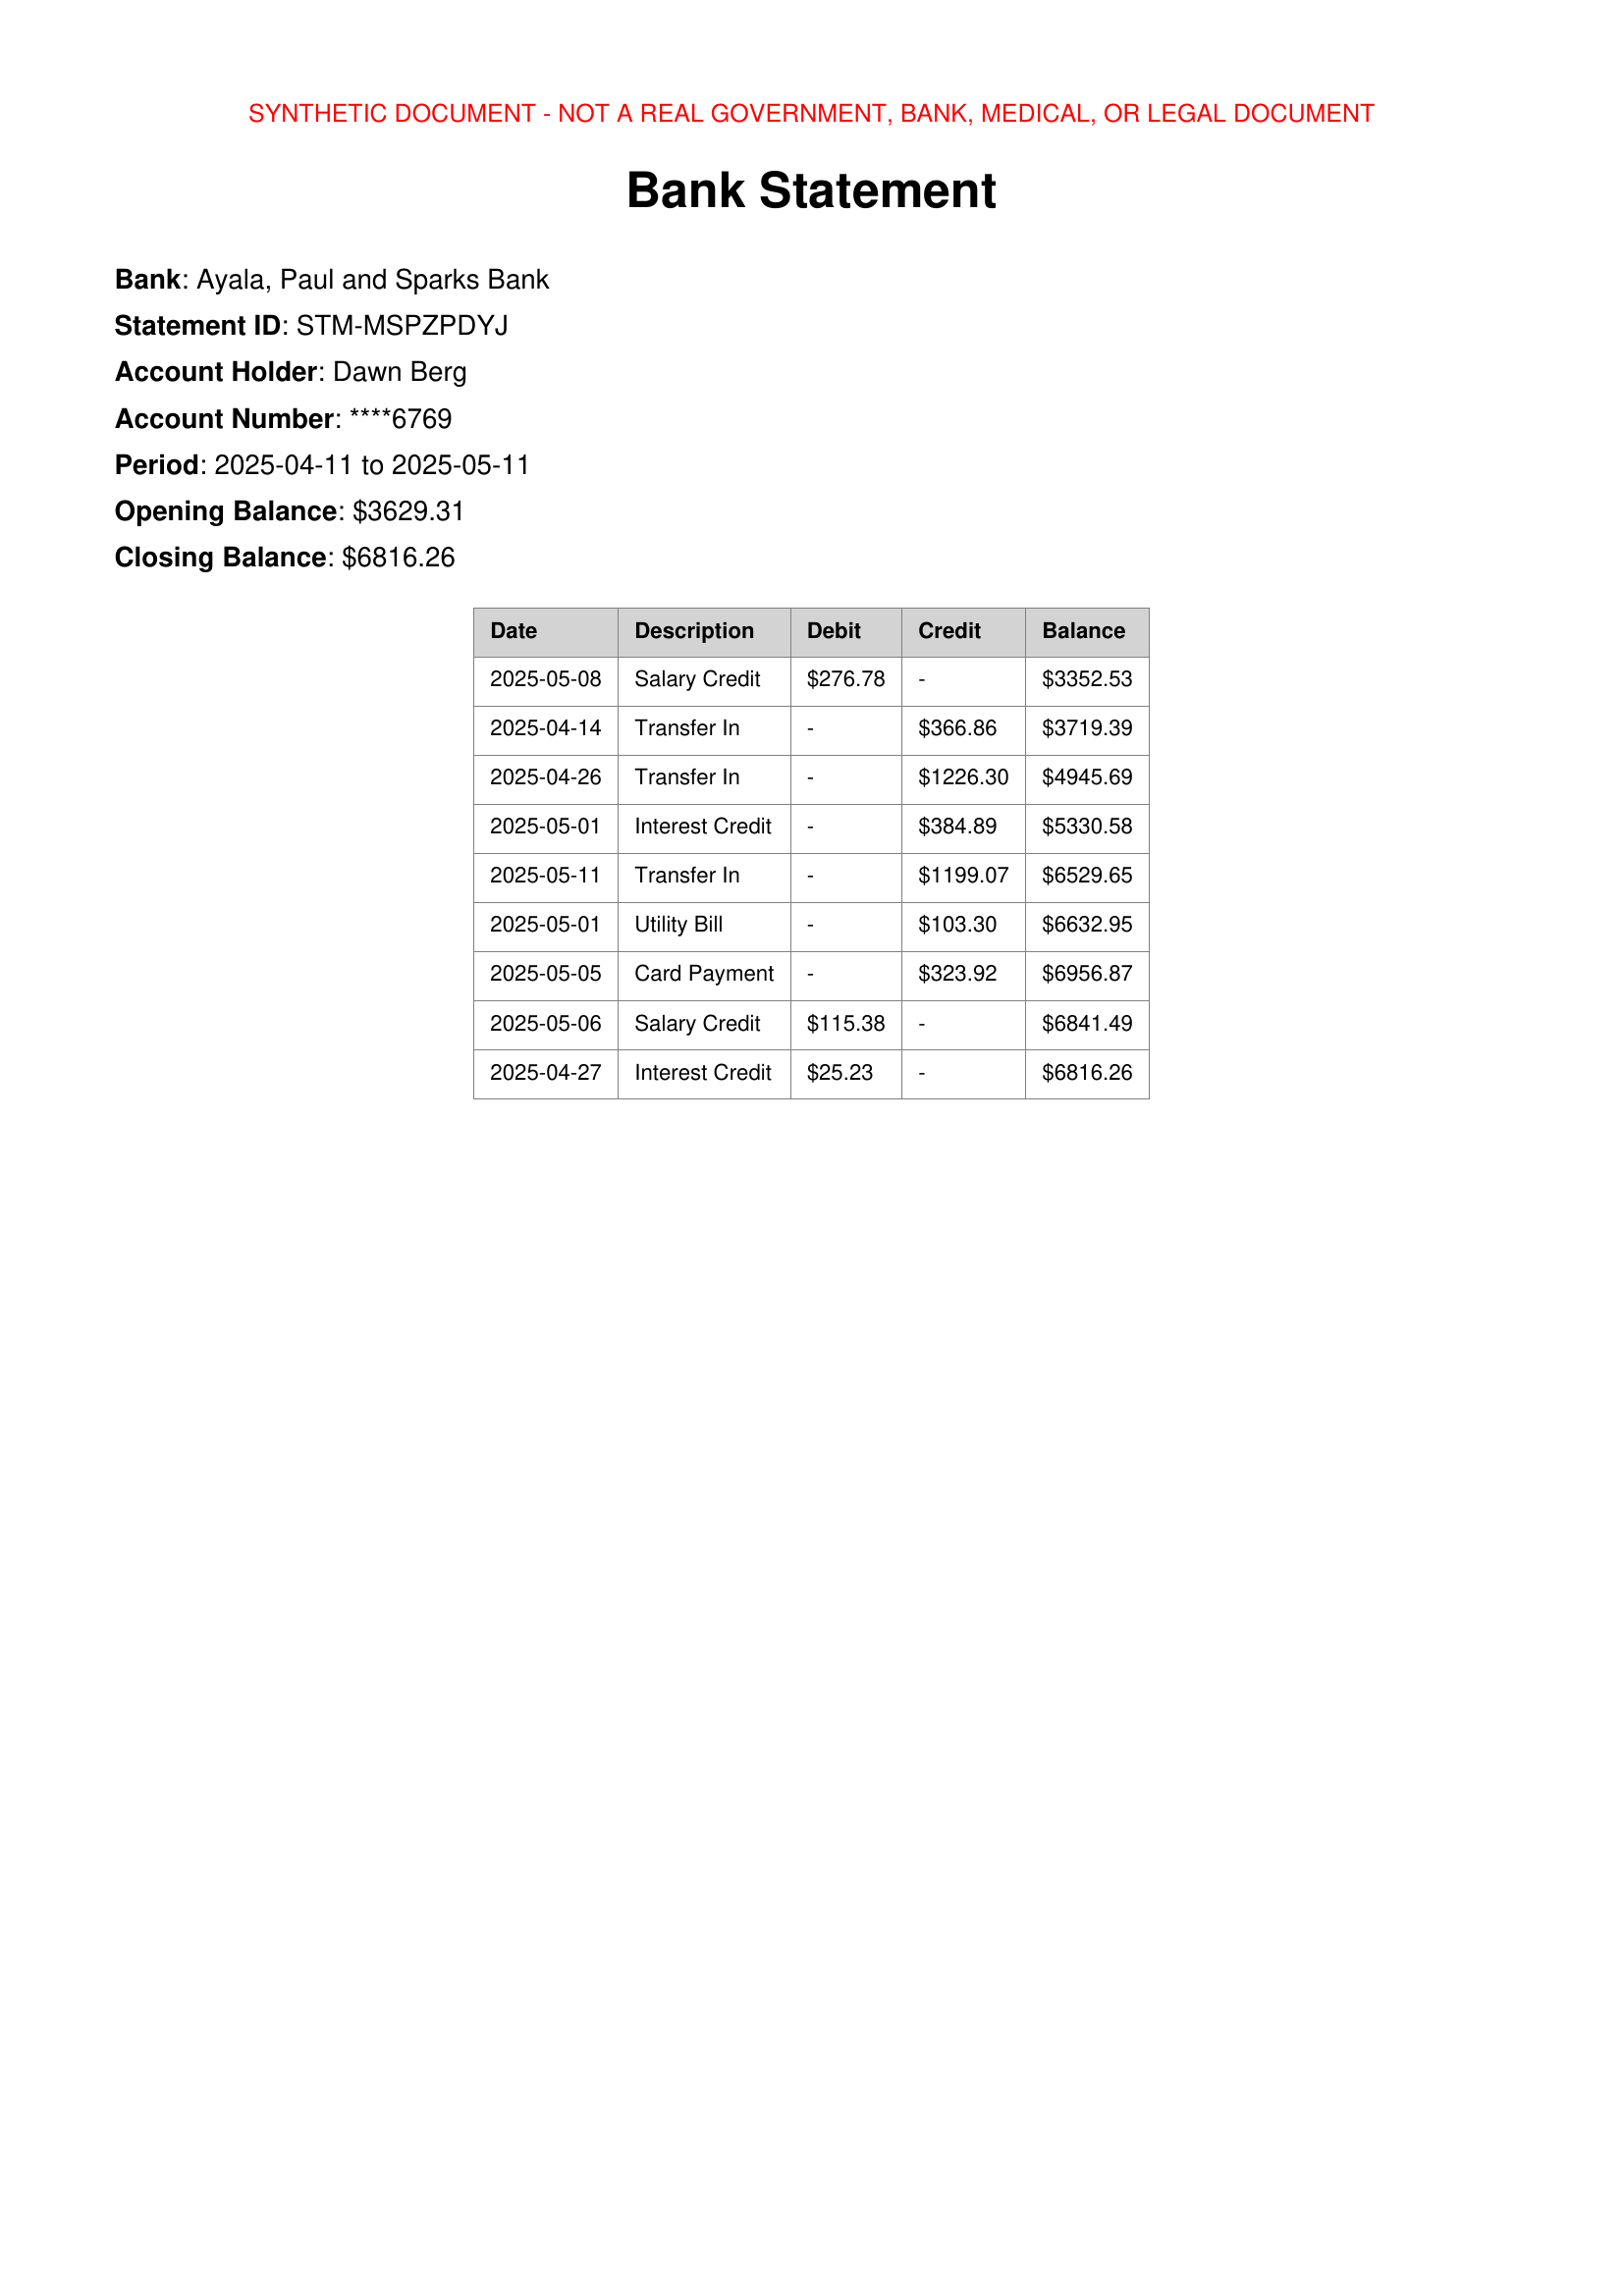 SYNTHETIC DOCUMENT - NOT A REAL GOVERNMENT, BANK, MEDICAL, OR LEGAL DOCUMENT
Bank Statement
Bank: Ayala, Paul and Sparks Bank
Statement ID: STM-MSPZPDYJ
Account Holder: Dawn Berg
Account Number: ****6769
Period: 2025-04-11 to 2025-05-11
Opening Balance: $3629.31
Closing Balance: $6816.26
Date Description Debit Credit Balance
2025-05-08 Salary Credit $276.78 - $3352.53
2025-04-14 Transfer In - $366.86 $3719.39
2025-04-26 Transfer In - $1226.30 $4945.69
2025-05-01 Interest Credit - $384.89 $5330.58
2025-05-11 Transfer In - $1199.07 $6529.65
2025-05-01 Utility Bill - $103.30 $6632.95
2025-05-05 Card Payment - $323.92 $6956.87
2025-05-06 Salary Credit $115.38 - $6841.49
2025-04-27 Interest Credit $25.23 - $6816.26